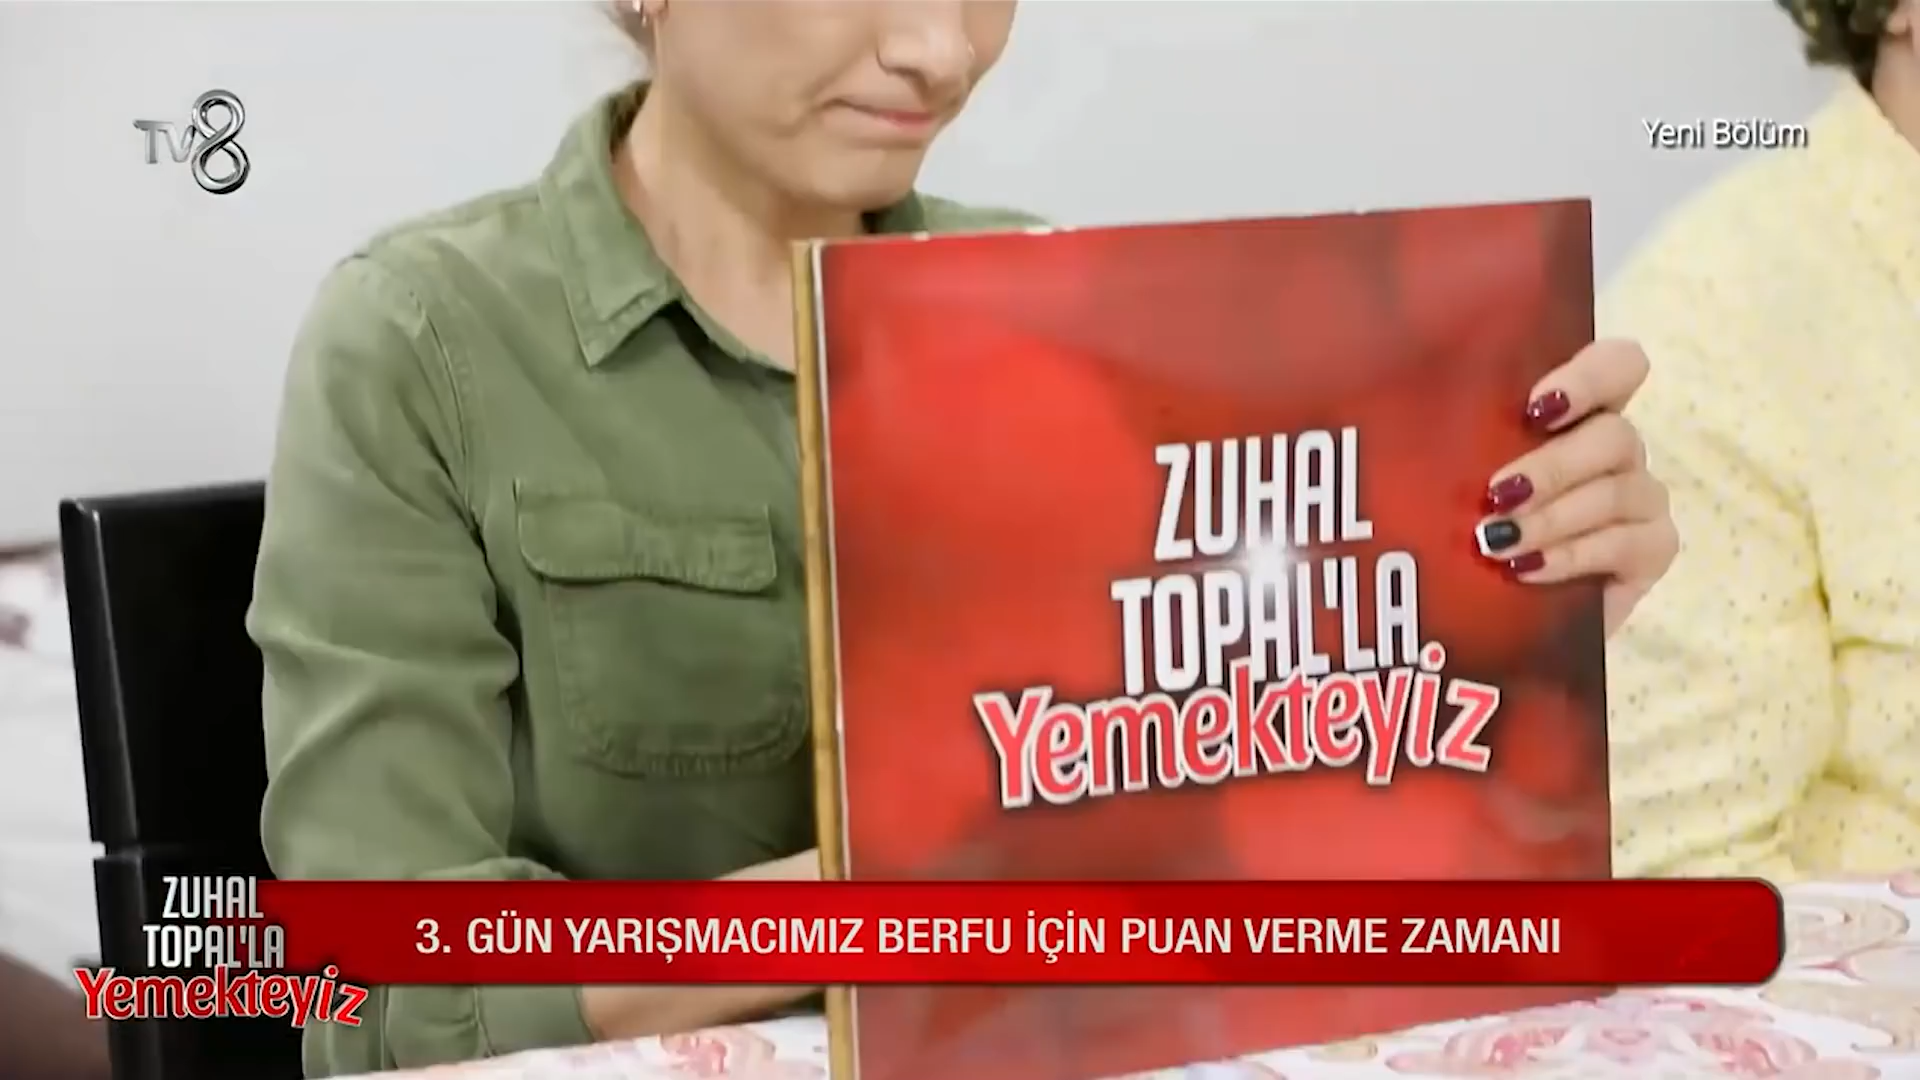 TV8
Yeni Bölüm
ZUHAL
TOPAL'LA
Yemekteyiz
ZUHAL
TOPAL'LA
Yemekteyiz
3. GÜN YARIŞMACIMIZ BERFU İÇİN PUAN VERME ZAMANI